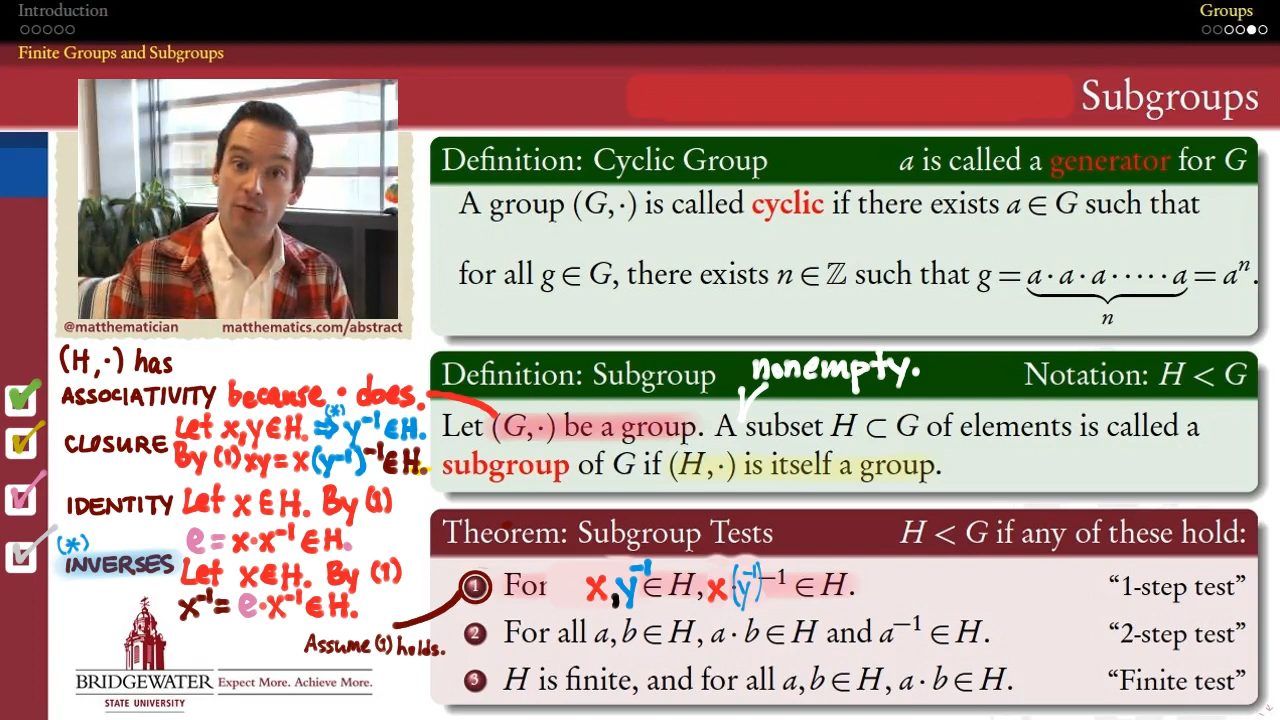 Introduction
Groups
Finite Groups and Subgroups
Subgroups
Definition: Cyclic Group a is called a generator for G
A group (G,·) is called cyclic if there exists a ∈ G such that
for all g ∈ G, there exists n ∈ ℤ such that g = a · a · a · ⋯ · a = aⁿ.
n
@matthematician matthematics.com/abstract
(H,·) has
ASSOCIATIVITY because · does.
CLOSURE Let x,y ∈ H. ⇒ (*) y⁻¹ ∈ H.
By (1) xy = x(y⁻¹)⁻¹ ∈ H.
IDENTITY Let x ∈ H. By (1)
e = x·x⁻¹ ∈ H.
(*)
INVERSES Let x ∈ H. By (1)
x⁻¹ = e·x⁻¹ ∈ H.
Assume (1) holds.
nonempty.
Definition: Subgroup Notation: H < G
Let (G,·) be a group. A subset H ⊂ G of elements is called a
subgroup of G if (H,·) is itself a group.
Theorem: Subgroup Tests H < G if any of these hold:
1 For x,y⁻¹ ∈ H, x·(y⁻¹)⁻¹ ∈ H. “1-step test”
2 For all a,b ∈ H, a · b ∈ H and a⁻¹ ∈ H. “2-step test”
3 H is finite, and for all a,b ∈ H, a · b ∈ H. “Finite test”
BRIDGEWATER Expect More. Achieve More.
STATE UNIVERSITY